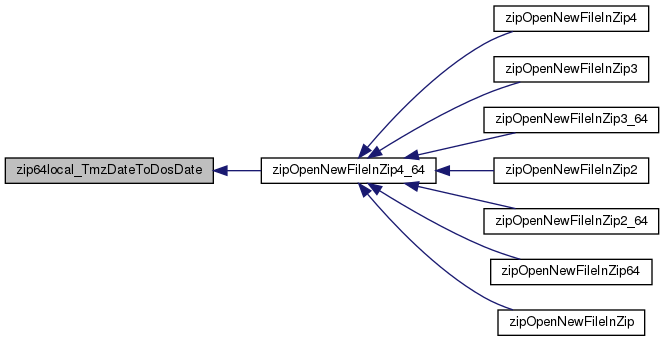 zip64local_TmzDateToDosDate
zipOpenNewFileInZip4_64
zipOpenNewFileInZip4
zipOpenNewFileInZip3
zipOpenNewFileInZip3_64
zipOpenNewFileInZip2
zipOpenNewFileInZip2_64
zipOpenNewFileInZip64
zipOpenNewFileInZip